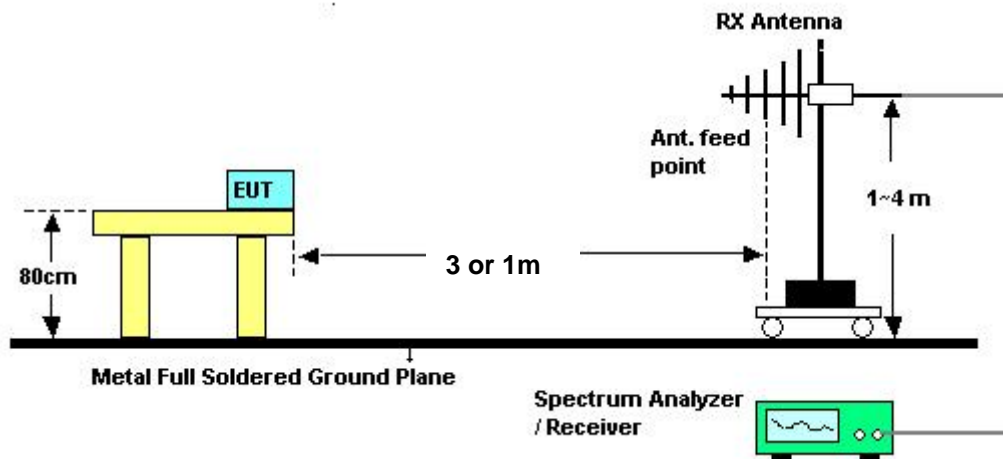 RX Antenna
Ant. feed
point
EUT
1~4 m
80cm
3 or 1m
Metal Full Soldered Ground Plane
Spectrum Analyzer
/ Receiver